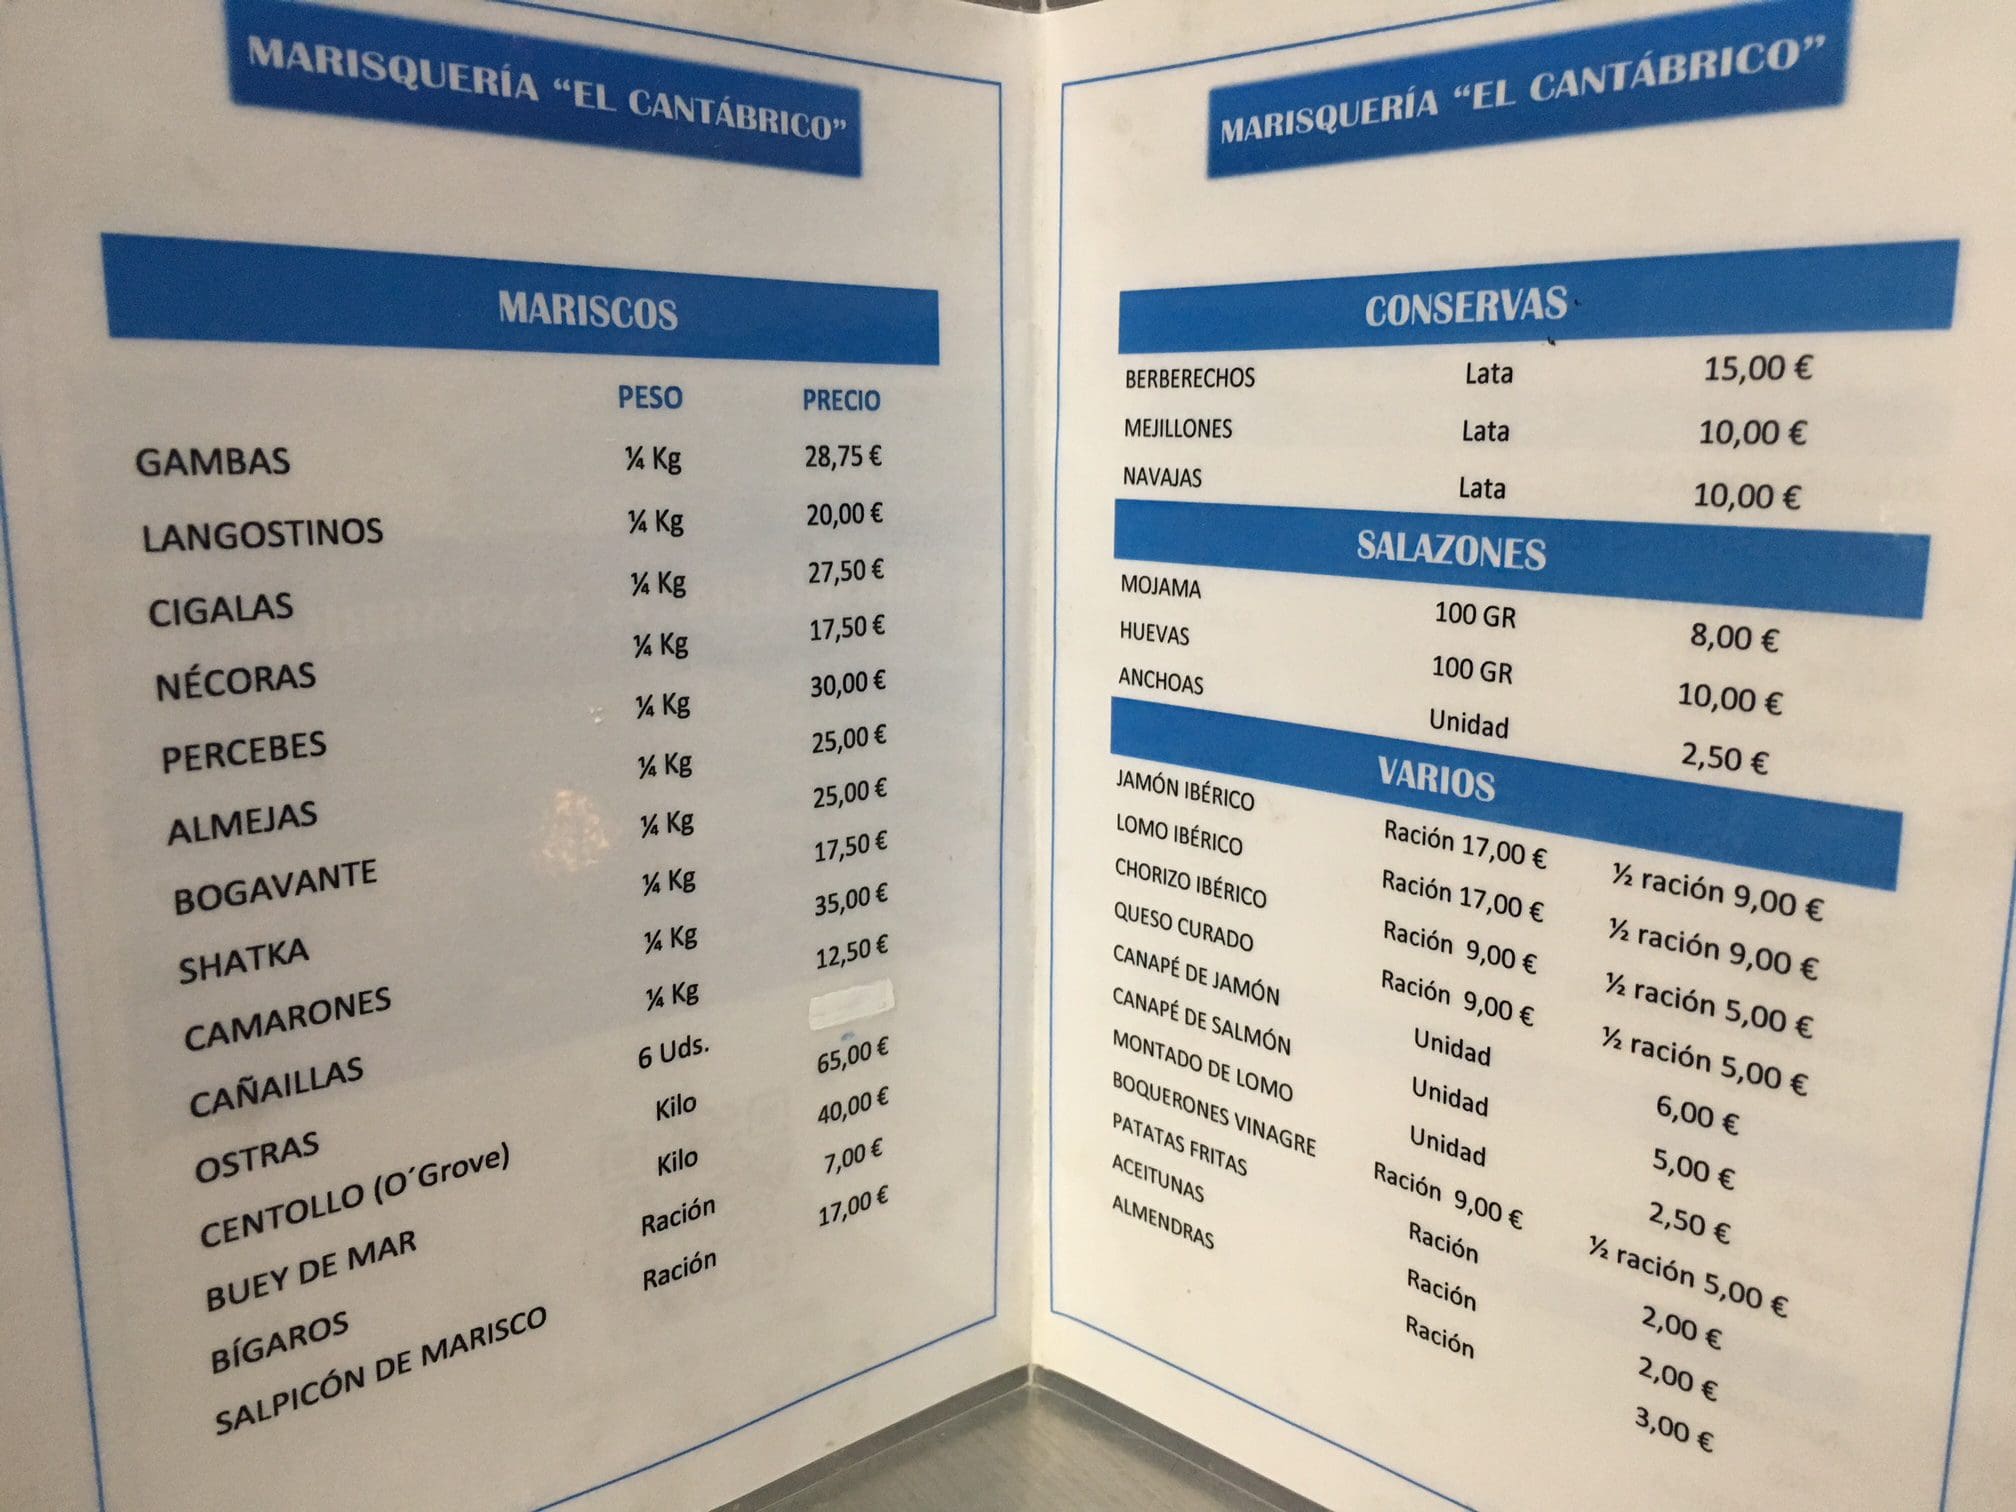 MARISQUERÍA “EL CANTÁBRICO”
MARISCOS
PESO PRECIO
GAMBAS ¼ Kg 28,75 €
LANGOSTINOS ¼ Kg 20,00 €
CIGALAS ¼ Kg 27,50 €
NÉCORAS ¼ Kg 17,50 €
PERCEBES ¼ Kg 30,00 €
ALMEJAS ¼ Kg 25,00 €
BOGAVANTE ¼ Kg 25,00 €
SHATKA ¼ Kg 17,50 €
CAMARONES ¼ Kg 35,00 €
CAÑAILLAS ¼ Kg 12,50 €
OSTRAS 6 Uds.
CENTOLLO (O´Grove) Kilo 65,00 €
BUEY DE MAR Kilo 40,00 €
BÍGAROS Ración 7,00 €
SALPICÓN DE MARISCO Ración 17,00 €
MARISQUERÍA “EL CANTÁBRICO”
CONSERVAS
BERBERECHOS Lata 15,00 €
MEJILLONES Lata 10,00 €
NAVAJAS Lata 10,00 €
SALAZONES
MOJAMA 100 GR 8,00 €
HUEVAS 100 GR 10,00 €
ANCHOAS Unidad 2,50 €
VARIOS
JAMÓN IBÉRICO Ración 17,00 € ½ ración 9,00 €
LOMO IBÉRICO Ración 17,00 € ½ ración 9,00 €
CHORIZO IBÉRICO Ración 9,00 € ½ ración 5,00 €
QUESO CURADO Ración 9,00 € ½ ración 5,00 €
CANAPÉ DE JAMÓN Unidad 6,00 €
CANAPÉ DE SALMÓN Unidad 5,00 €
MONTADO DE LOMO Unidad 2,50 €
BOQUERONES VINAGRE Ración 9,00 € ½ ración 5,00 €
PATATAS FRITAS Ración 2,00 €
ACEITUNAS Ración 2,00 €
ALMENDRAS Ración 3,00 €